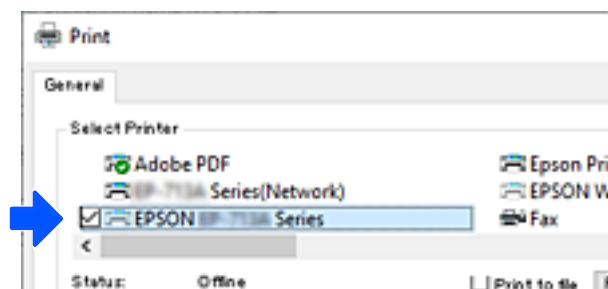 Print
General
Select Printer
Adobe PDF
Epson Pri
Series(Network)
EPSON W
EPSON Series
Fax
Status: Offline
Print to file